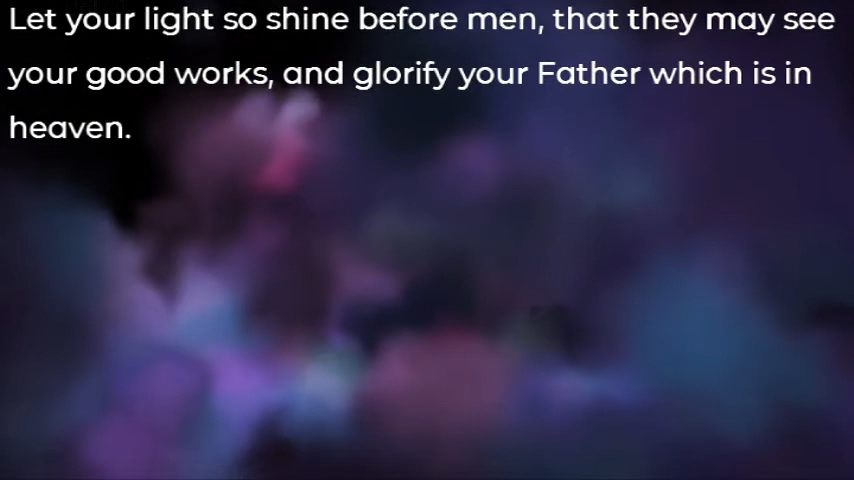 Let your light so shine before men, that they may see
your good works, and glorify your Father which is in
heaven.